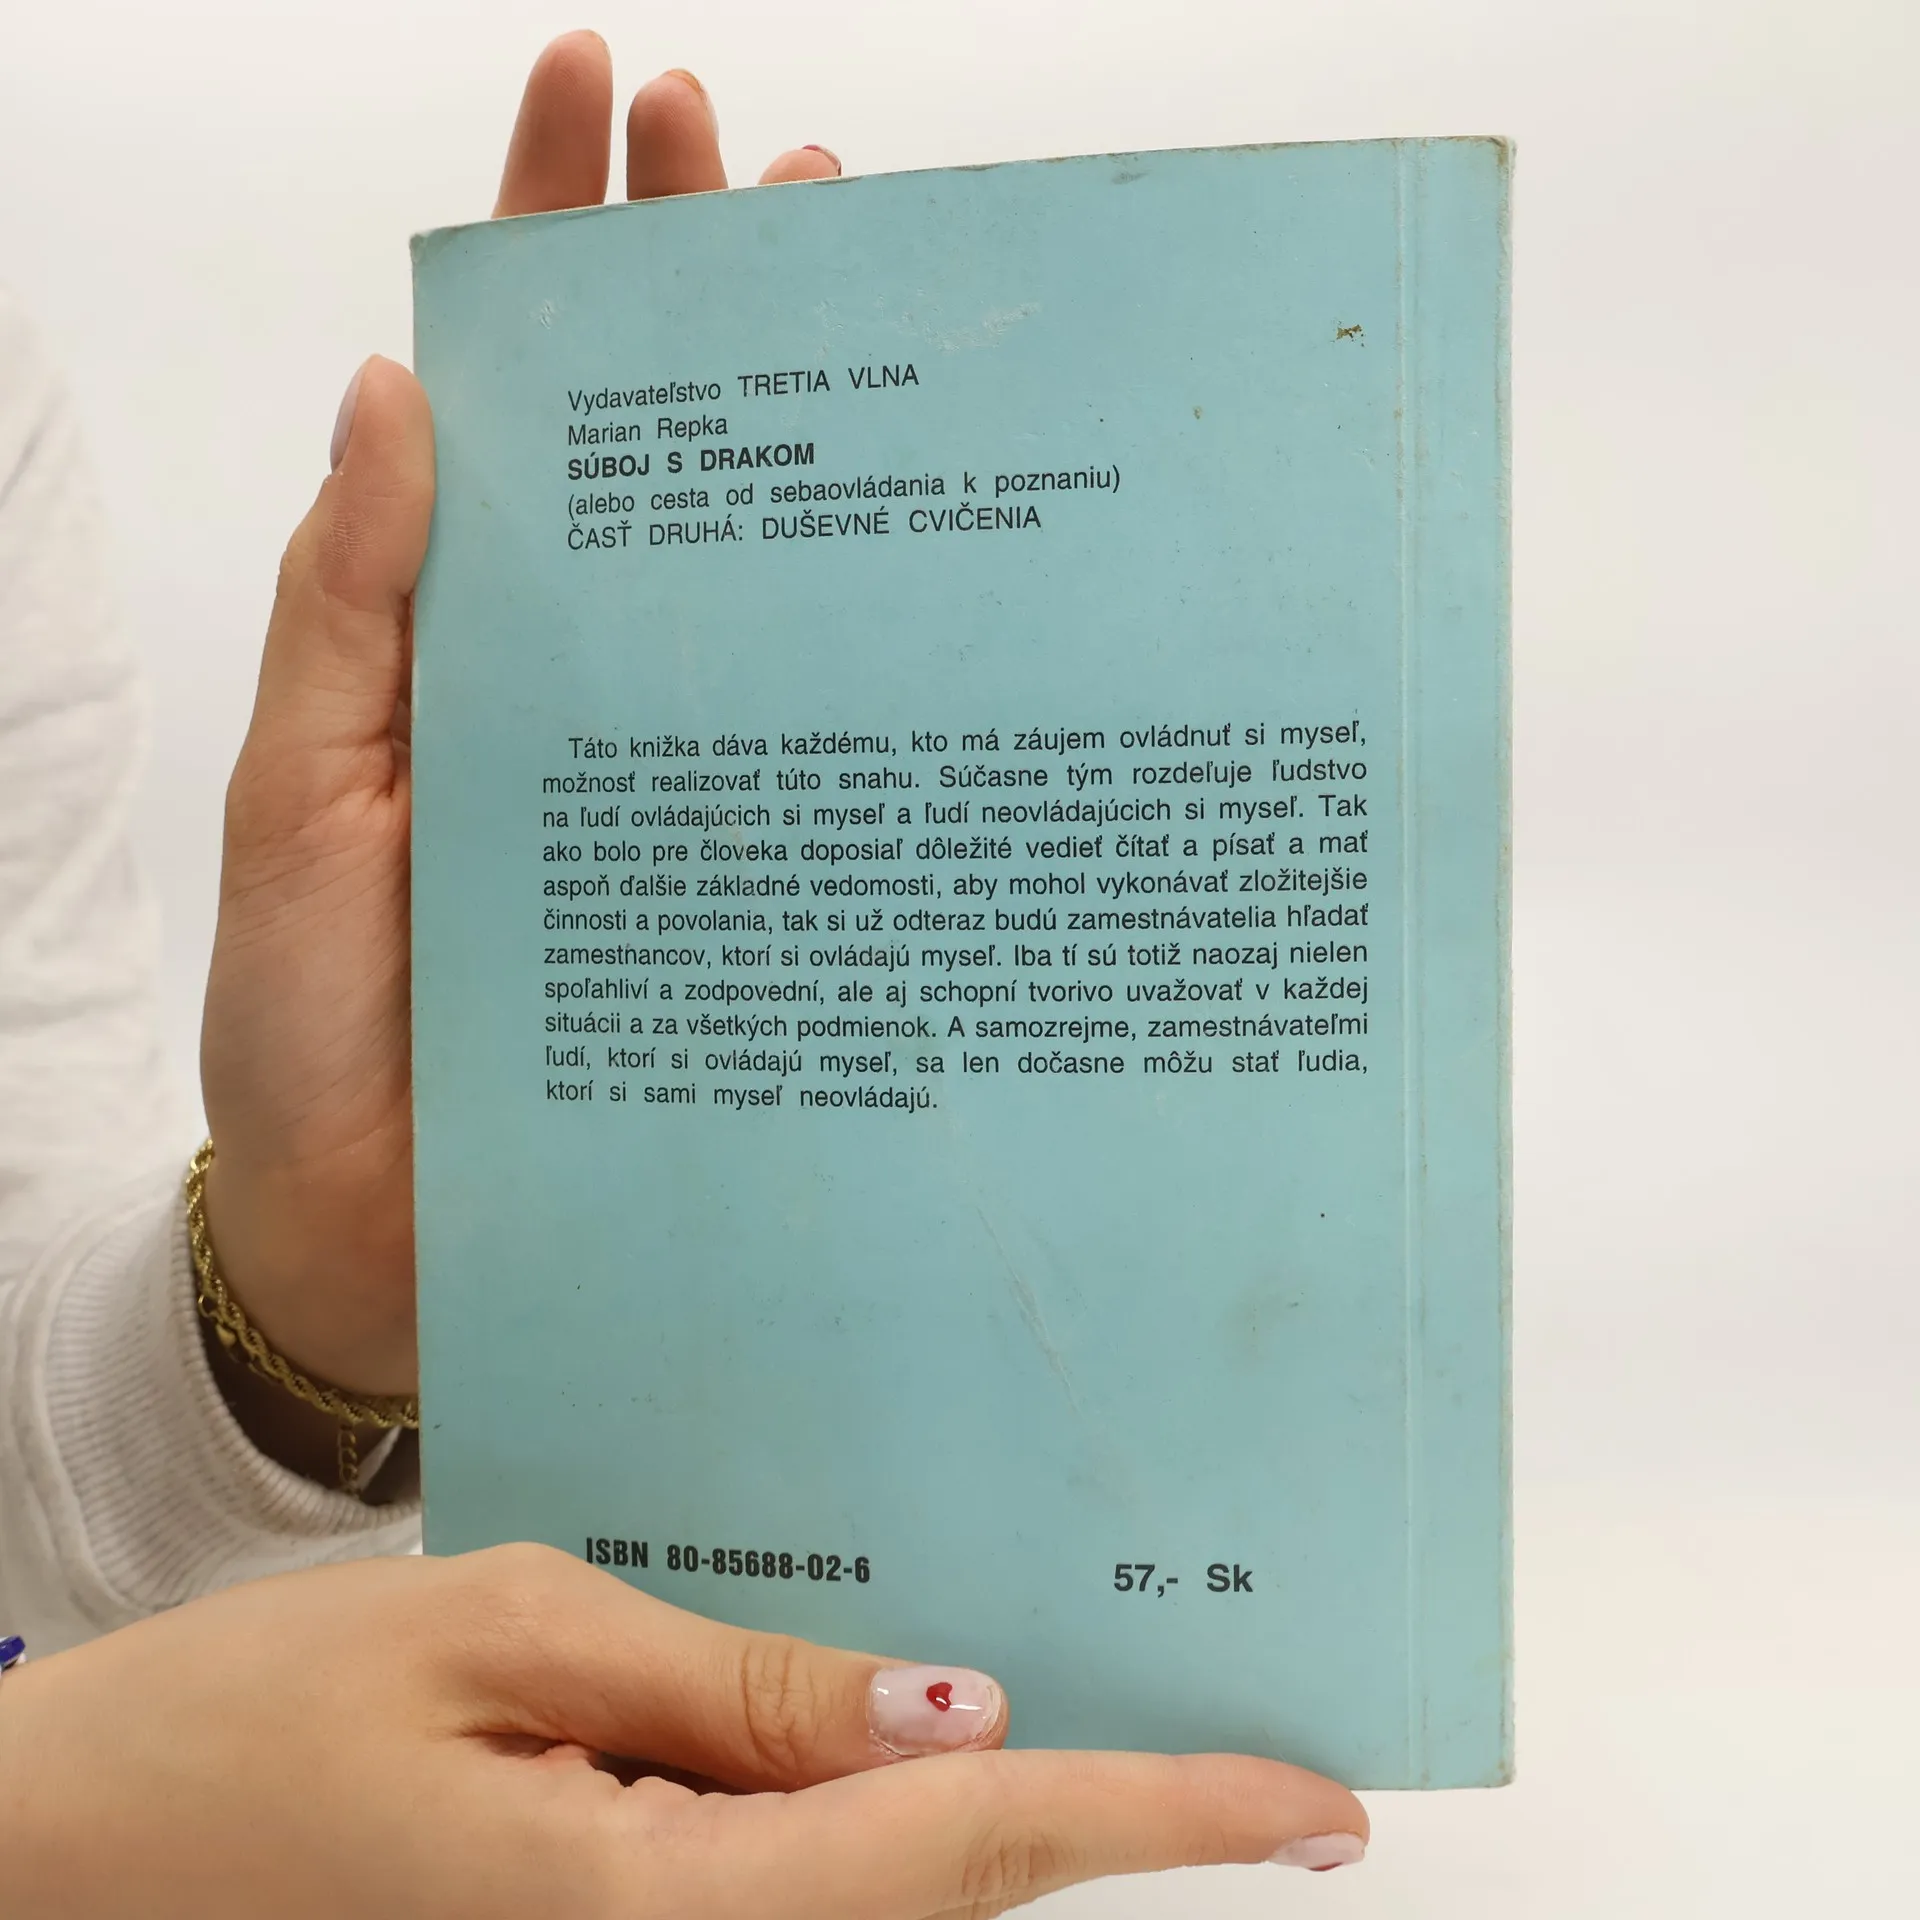 Vydavateľstvo TRETIA VLNA
Marian Repka
SÚBOJ S DRAKOM
(alebo cesta od sebaovládania k poznaniu)
ČASŤ DRUHÁ: DUŠEVNÉ CVIČENIA
Táto knižka dáva každému, kto má záujem ovládnuť si myseľ,
možnosť realizovať túto snahu. Súčasne tým rozdeľuje ľudstvo
na ľudí ovládajúcich si myseľ a ľudí neovládajúcich si myseľ. Tak
ako bolo pre človeka doposiaľ dôležité vedieť čítať a písať a mať
aspoň ďalšie základné vedomosti, aby mohol vykonávať zložitejšie
činnosti a povolania, tak si už odteraz budú zamestnávatelia hľadať
zamestnancov, ktorí si ovládajú myseľ. Iba tí sú totiž naozaj nielen
spoľahliví a zodpovední, ale aj schopní tvorivo uvažovať v každej
situácii a za všetkých podmienok. A samozrejme, zamestnávateľmi
ľudí, ktorí si ovládajú myseľ, sa len dočasne môžu stať ľudia,
ktorí si sami myseľ neovládajú.
ISBN 80-85688-02-6
57,- Sk